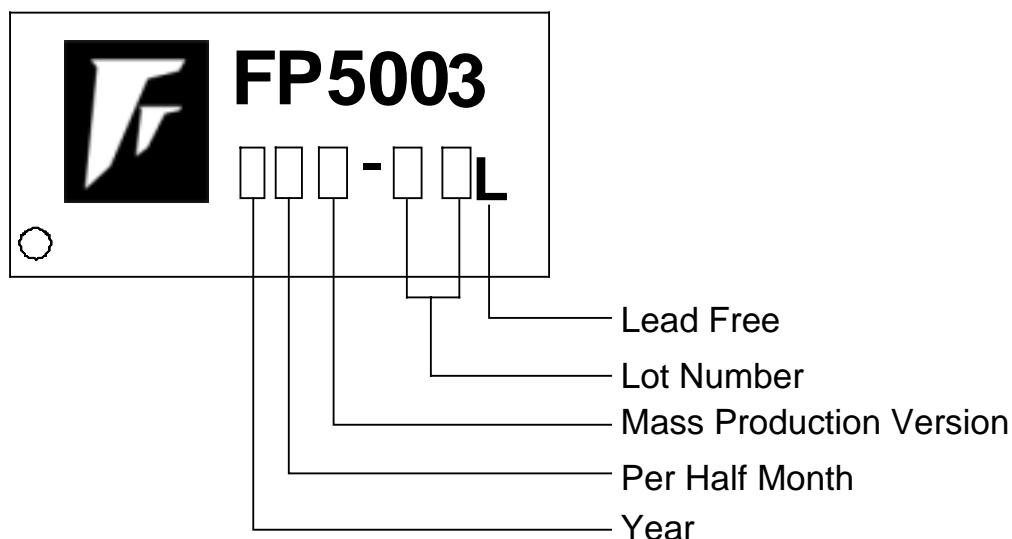 FP5003
- L
Lead Free
Lot Number
Mass Production Version
Per Half Month
Year